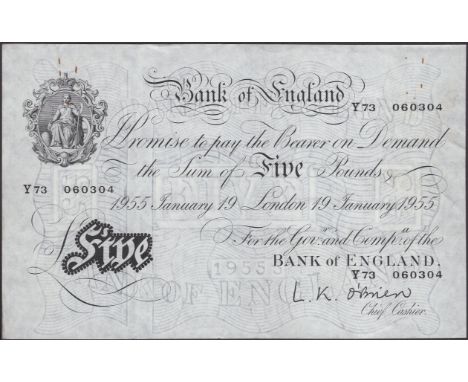 Bank of England
Y73 060304
I Promise to pay the Bearer on Demand
the Sum of Five Pounds
Y73 060304
1955 January 19 London 19 January 1955
For the Govr. and Compa. of the
£ Five
BANK of ENGLAND.
Y73 060304
L. K. O'Brien
Chief Cashier.